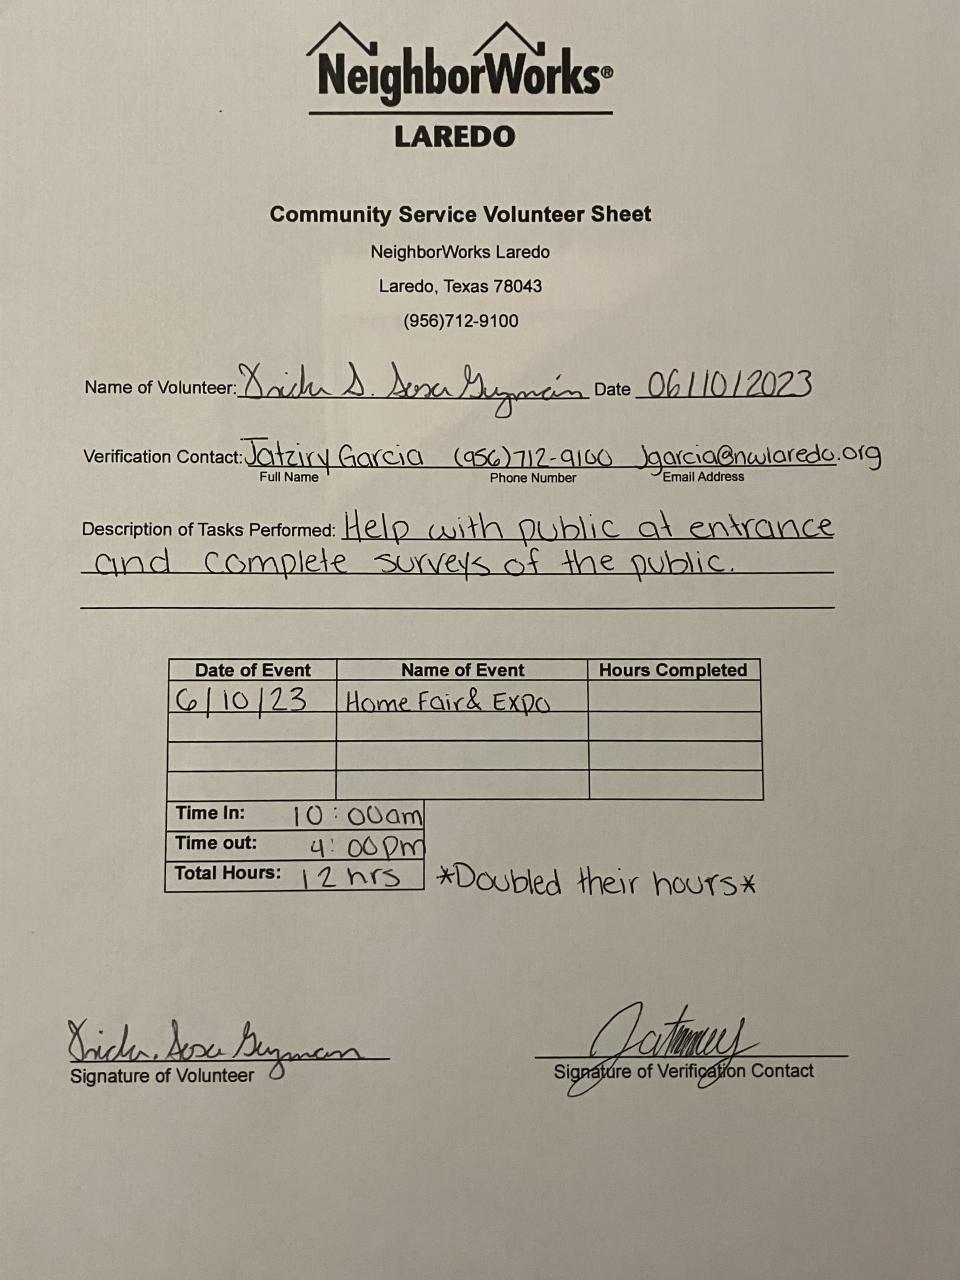 NeighborWorks®
LAREDO
Community Service Volunteer Sheet
NeighborWorks Laredo
Laredo, Texas 78043
(956)712-9100
Name of Volunteer: S. Sosa Guzmán Date 06/10/2023
Verification Contact: Jatziry Garcia (956)712-9100 Jgarcia@nwlaredo.org
Full Name Phone Number Email Address
Description of Tasks Performed: Help with public at entrance
and complete surveys of the public.
Date of Event Name of Event Hours Completed
6/10/23 Home Fair & Expo
Time In: 10:00am
Time out: 4:00pm
Total Hours: 12 hrs *Doubled their hours*
Sosa Guzman
Signature of Volunteer
Signature of Verification Contact